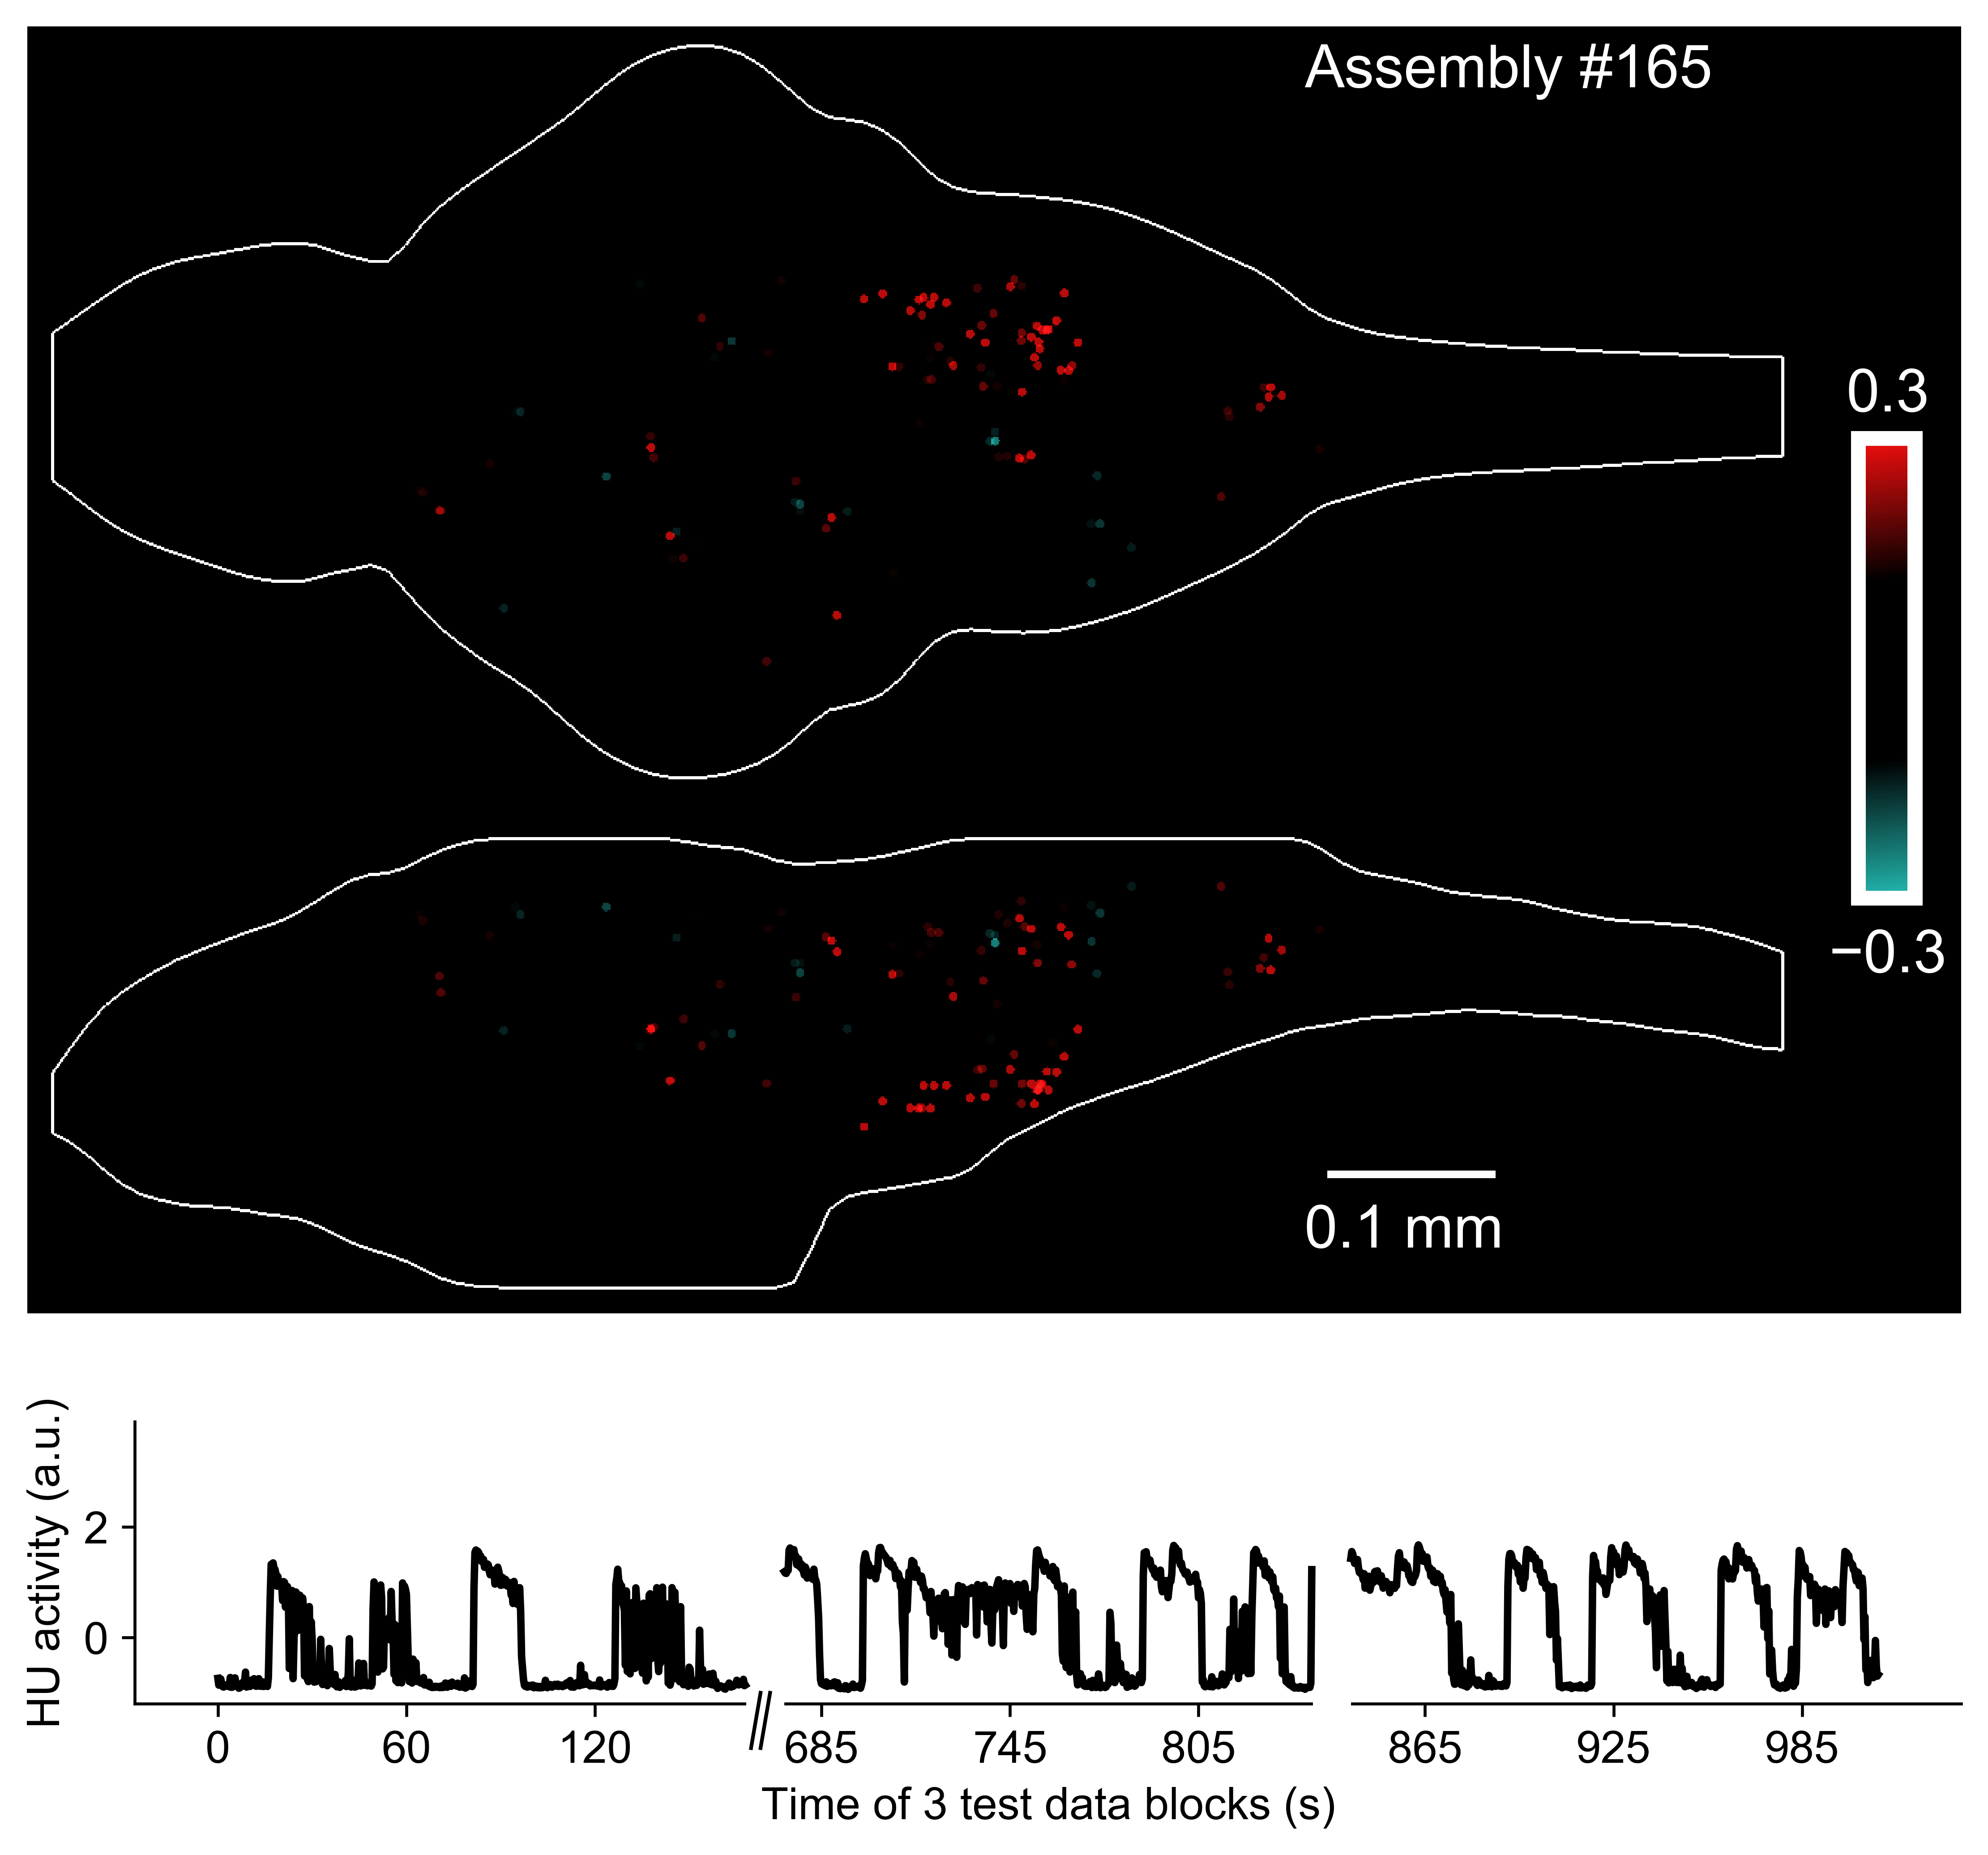 Assembly #165
0.3
−0.3
0.1 mm
HU activity (a.u.)
2
0
0 60 120 685 745 805 865 925 985
Time of 3 test data blocks (s)